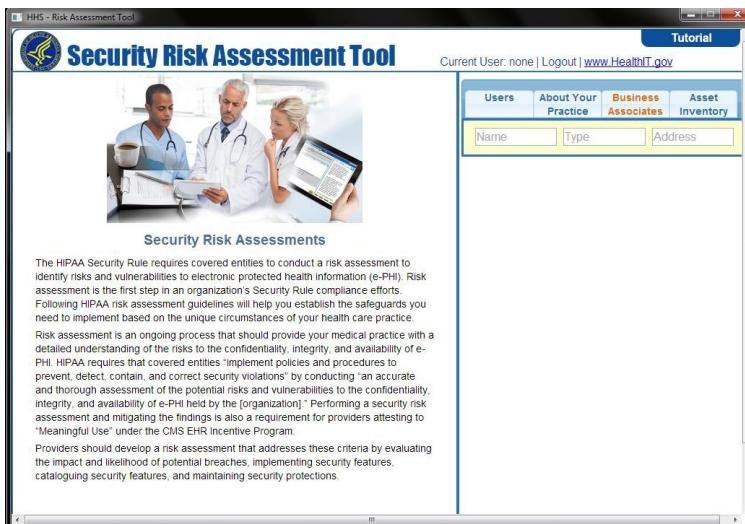 HHS - Risk Assessment Tool
Security Risk Assessment Tool
Tutorial
Current User: none | Logout | www.HealthIT.gov
Users
About Your
Practice
Business
Associates
Asset
Inventory
Name
Type
Address
Security Risk Assessments
The HIPAA Security Rule requires covered entities to conduct a risk assessment to
identify risks and vulnerabilities to electronic protected health information (e-PHI). Risk
assessment is the first step in an organization's Security Rule compliance efforts.
Following HIPAA risk assessment guidelines will help you establish the safeguards you
need to implement based on the unique circumstances of your health care practice.
Risk assessment is an ongoing process that should provide your medical practice with a
detailed understanding of the risks to the confidentiality, integrity, and availability of e-
PHI. HIPAA requires that covered entities “implement policies and procedures to
prevent, detect, contain, and correct security violations” by conducting “an accurate
and thorough assessment of the potential risks and vulnerabilities to the confidentiality,
integrity, and availability of e-PHI held by the [organization].” Performing a security risk
assessment and mitigating the findings is also a requirement for providers attesting to
“Meaningful Use” under the CMS EHR Incentive Program.
Providers should develop a risk assessment that addresses these criteria by evaluating
the impact and likelihood of potential breaches, implementing security features,
cataloguing security features, and maintaining security protections.